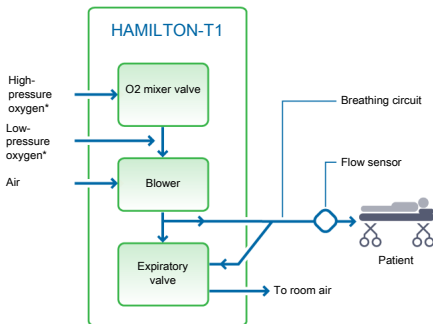 HAMILTON-T1
High-
pressure
oxygen*
O2 mixer valve
Breathing circuit
Low-
pressure
oxygen*
Flow sensor
Air
Blower
Patient
Expiratory
valve
To room air